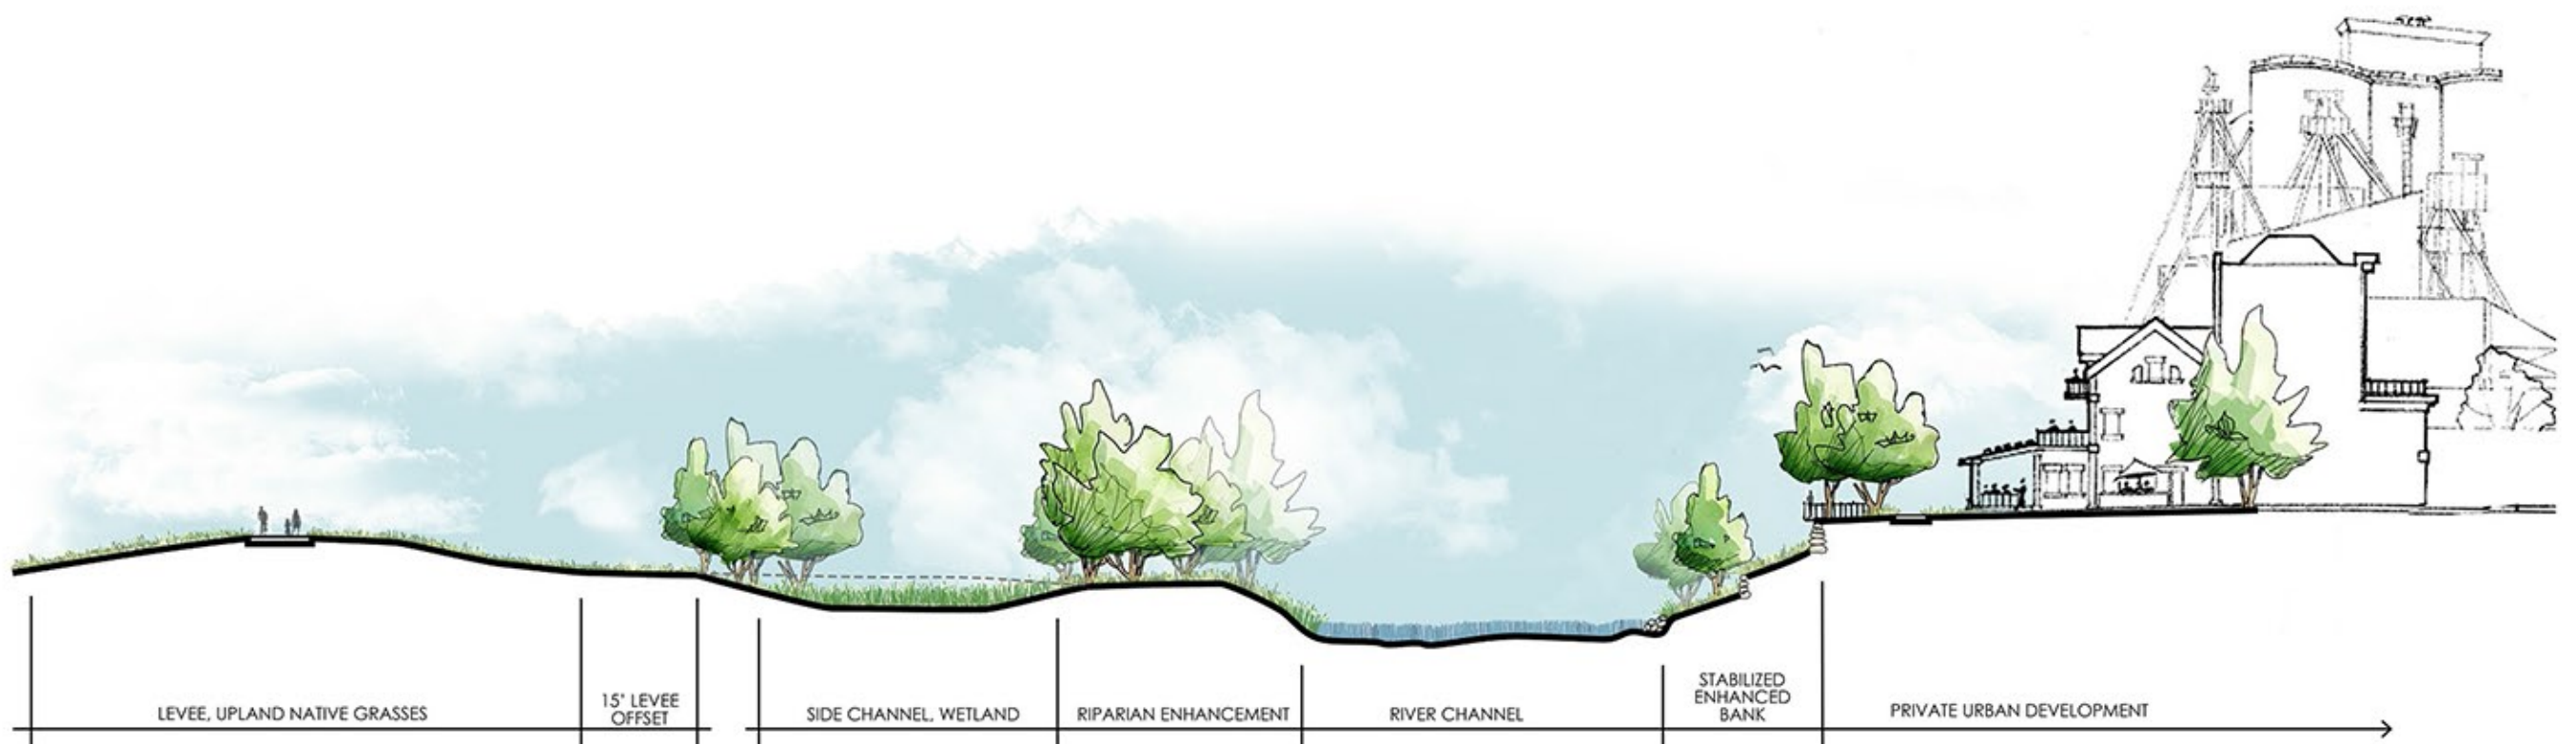 LEVEE, UPLAND NATIVE GRASSES
15' LEVEE
OFFSET
SIDE CHANNEL, WETLAND
RIPARIAN ENHANCEMENT
RIVER CHANNEL
STABILIZED
ENHANCED
BANK
PRIVATE URBAN DEVELOPMENT